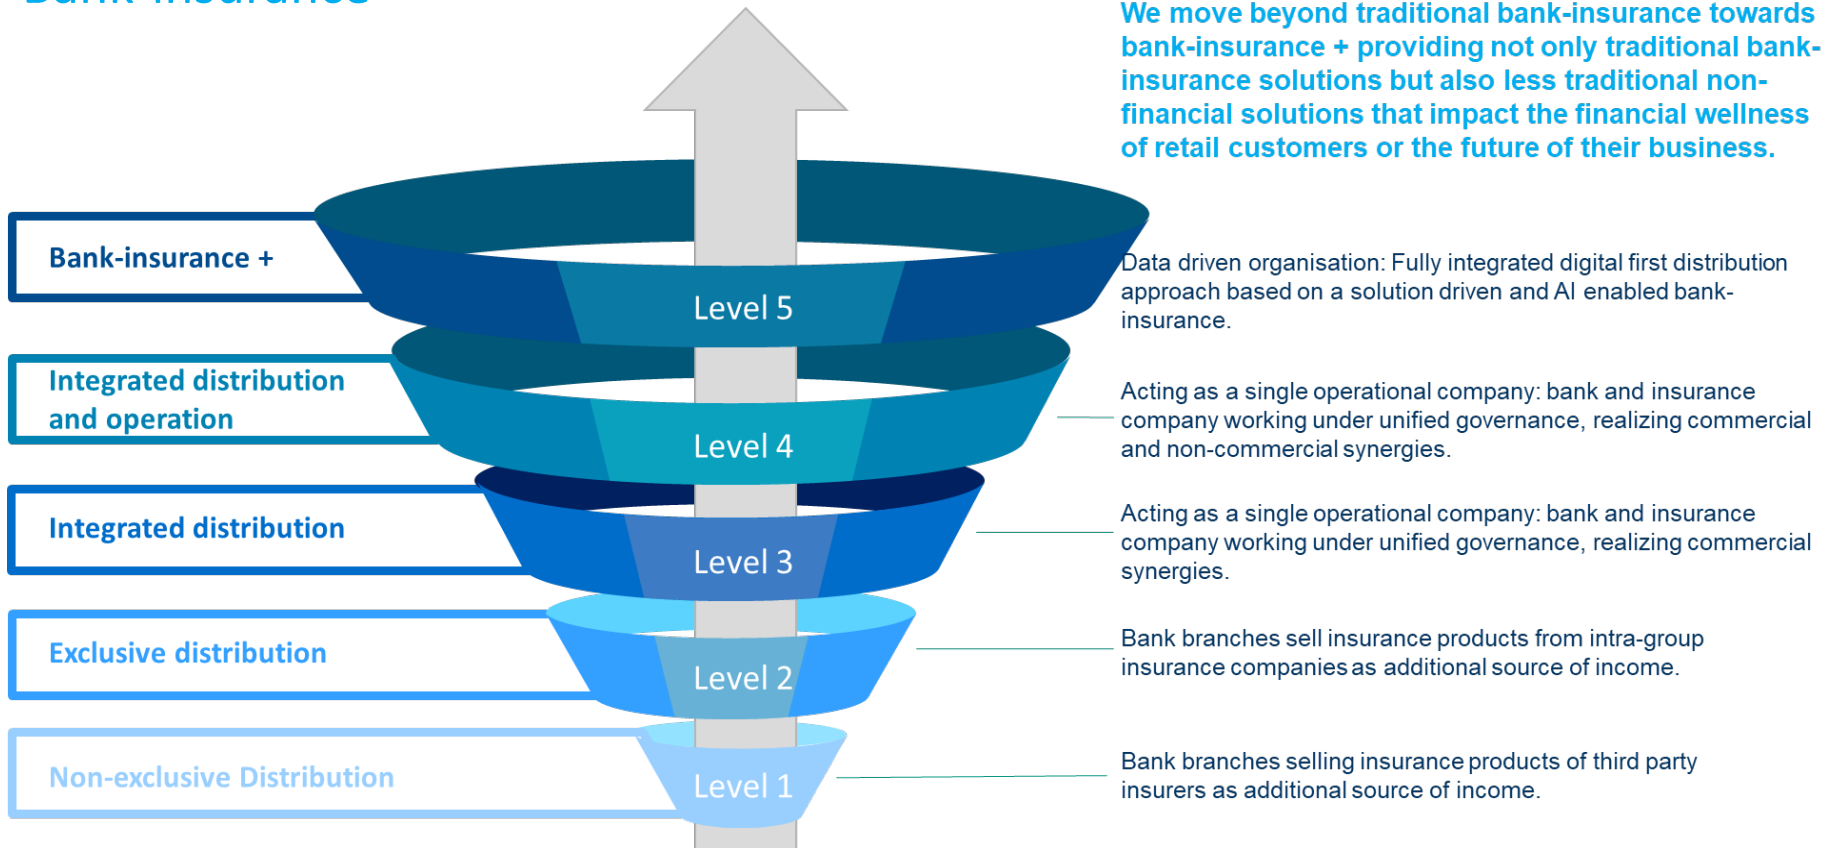 Bank-insurance
We move beyond traditional bank-insurance towards
bank-insurance + providing not only traditional bank-
insurance solutions but also less traditional non-
financial solutions that impact the financial wellness
of retail customers or the future of their business.
Bank-insurance +
Level 5
Data driven organisation: Fully integrated digital first distribution
approach based on a solution driven and AI enabled bank-
insurance.
Integrated distribution
and operation
Level 4
Acting as a single operational company: bank and insurance
company working under unified governance, realizing commercial
and non-commercial synergies.
Integrated distribution
Level 3
Acting as a single operational company: bank and insurance
company working under unified governance, realizing commercial
synergies.
Exclusive distribution
Level 2
Bank branches sell insurance products from intra-group
insurance companies as additional source of income.
Non-exclusive Distribution
Level 1
Bank branches selling insurance products of third party
insurers as additional source of income.